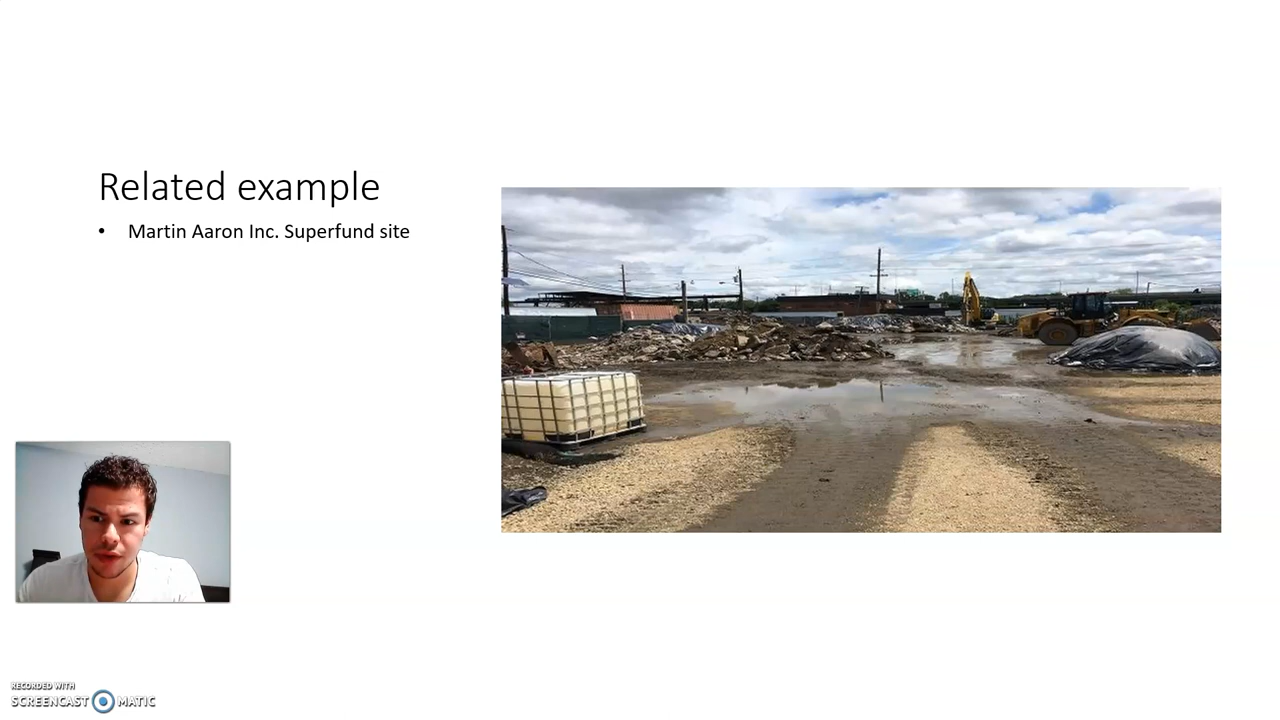 Related example
• Martin Aaron Inc. Superfund site
RECORDED WITH
SCREENCAST MATIC